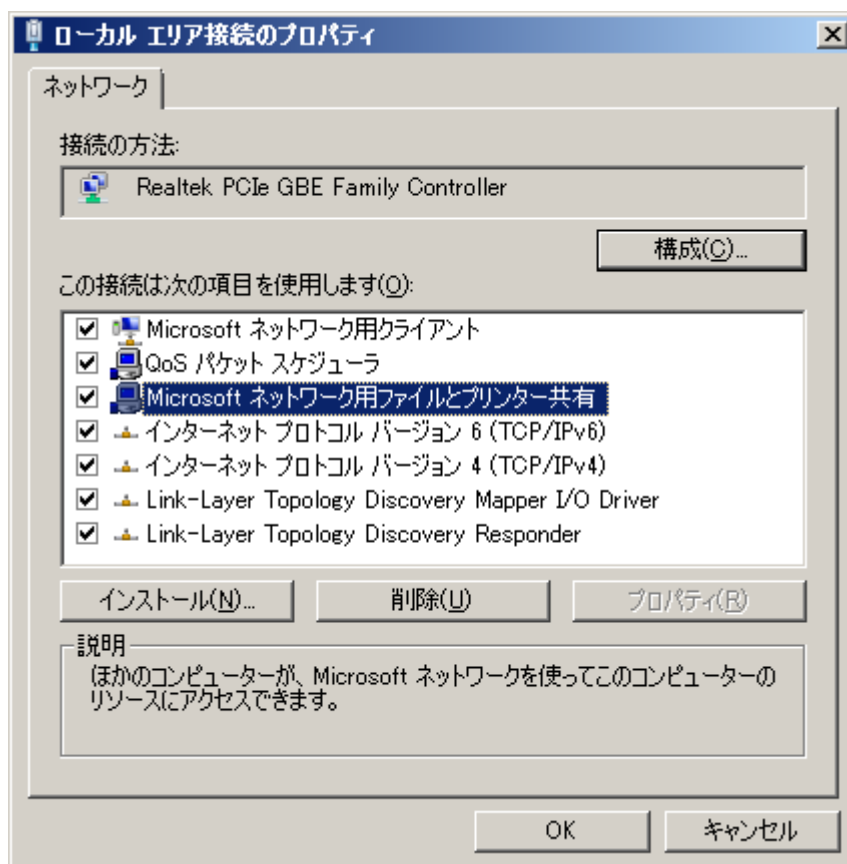 ローカル エリア接続のプロパティ
ネットワーク
接続の方法:
Realtek PCIe GBE Family Controller
構成(C)...
この接続は次の項目を使用します(O):
Microsoft ネットワーク用クライアント
QoS パケット スケジューラ
Microsoft ネットワーク用ファイルとプリンター共有
インターネット プロトコル バージョン 6 (TCP/IPv6)
インターネット プロトコル バージョン 4 (TCP/IPv4)
Link-Layer Topology Discovery Mapper I/O Driver
Link-Layer Topology Discovery Responder
インストール(N)... 削除(U) プロパティ(R)
説明
ほかのコンピューターが、Microsoft ネットワークを使ってこのコンピューターの
リソースにアクセスできます。
OK キャンセル